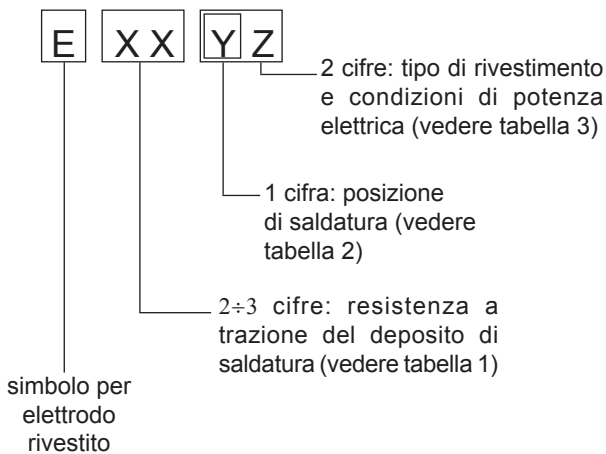 E XX YZ
2 cifre: tipo di rivestimento
e condizioni di potenza
elettrica (vedere tabella 3)
1 cifra: posizione
di saldatura (vedere
tabella 2)
2÷3 cifre: resistenza a
trazione del deposito di
saldatura (vedere tabella 1)
simbolo per
elettrodo
rivestito